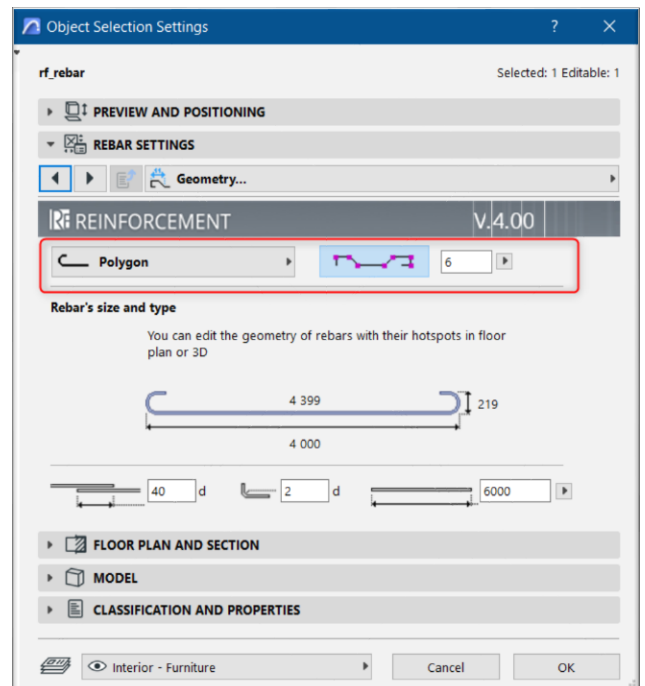 Object Selection Settings ? ×
rf_rebar Selected: 1 Editable: 1
PREVIEW AND POSITIONING
REBAR SETTINGS
Geometry...
REINFORCEMENT V.4.00
Polygon 6
Rebar's size and type
You can edit the geometry of rebars with their hotspots in floor
plan or 3D
4 399
219
4 000
40 d 2 d 6000
FLOOR PLAN AND SECTION
MODEL
CLASSIFICATION AND PROPERTIES
Interior - Furniture Cancel OK